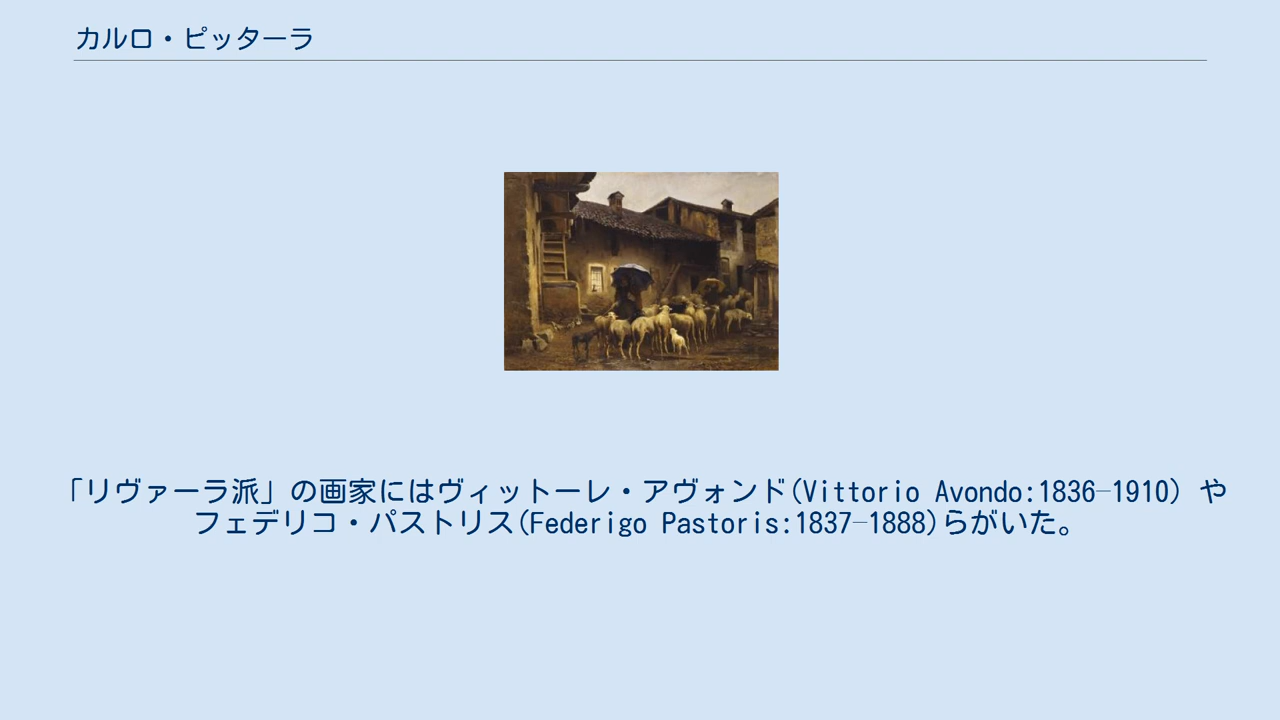 カルロ・ピッターラ
「リヴァーラ派」の画家にはヴィットーレ・アヴォンド(Vittorio Avondo:1836–1910) や
フェデリコ・パストリス(Federigo Pastoris:1837–1888)らがいた。